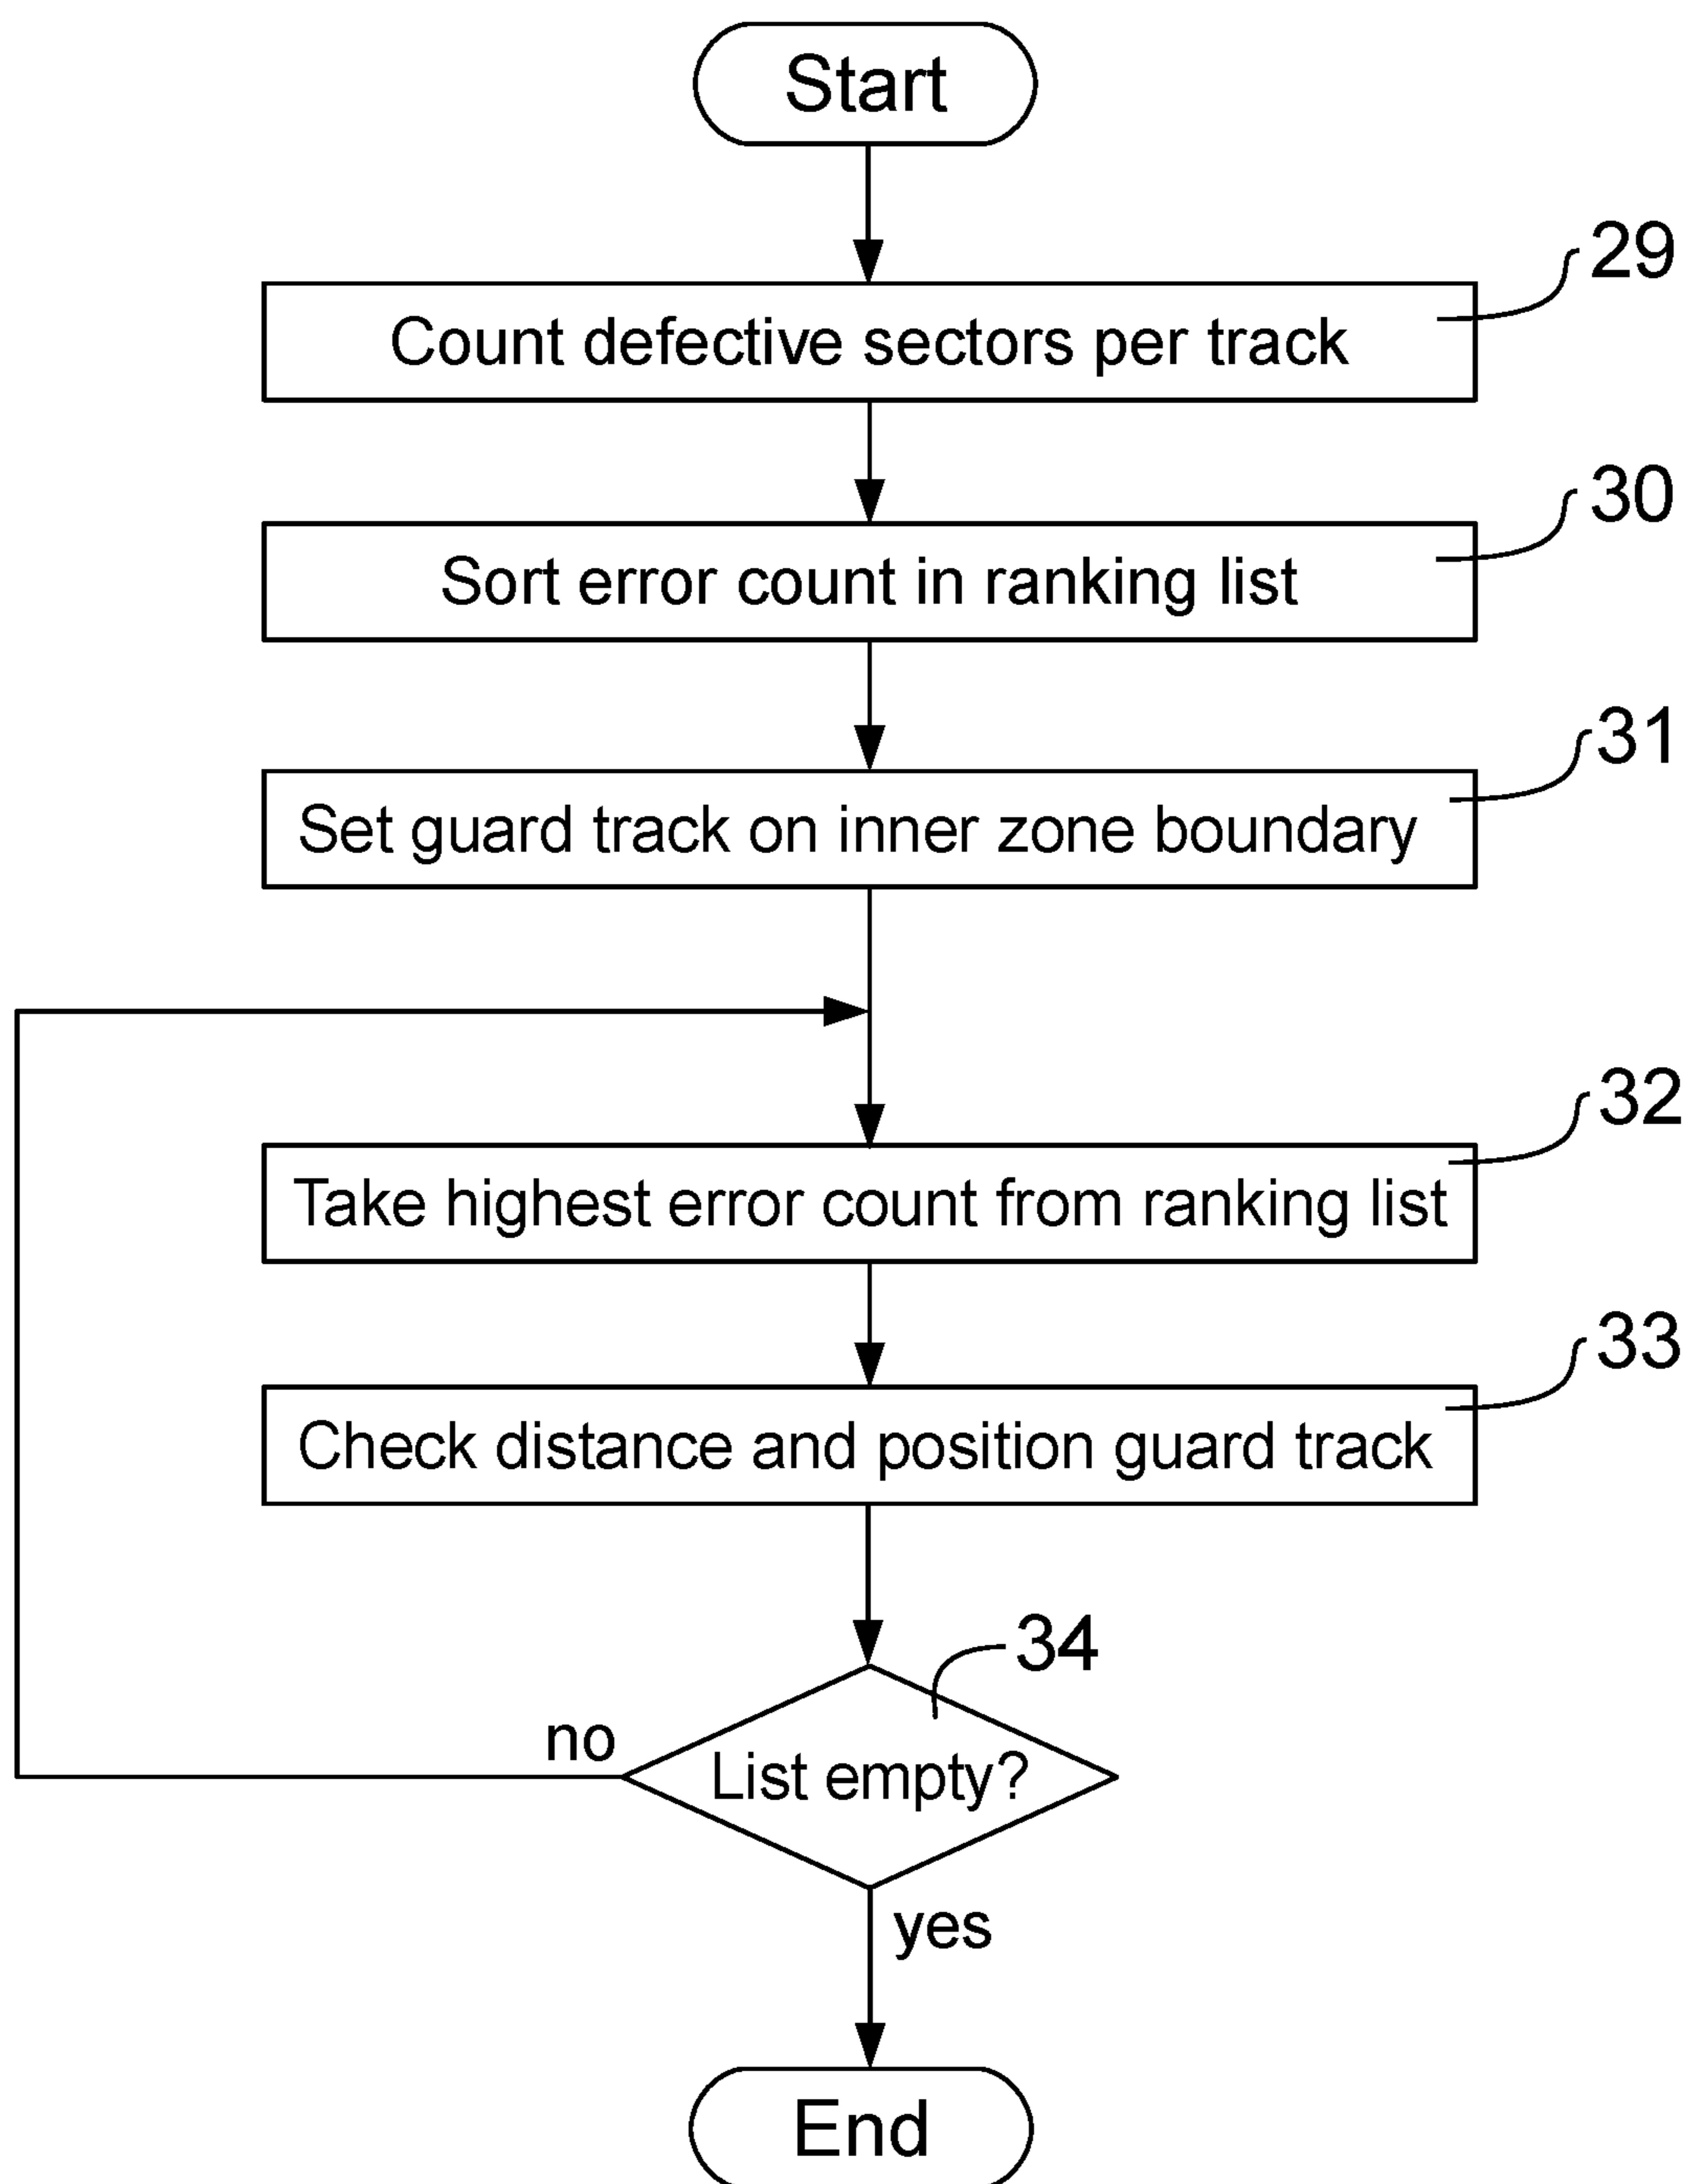 Start
29
Count defective sectors per track
30
Sort error count in ranking list
31
Set guard track on inner zone boundary
32
Take highest error count from ranking list
33
Check distance and position guard track
34
no
List empty?
yes
End